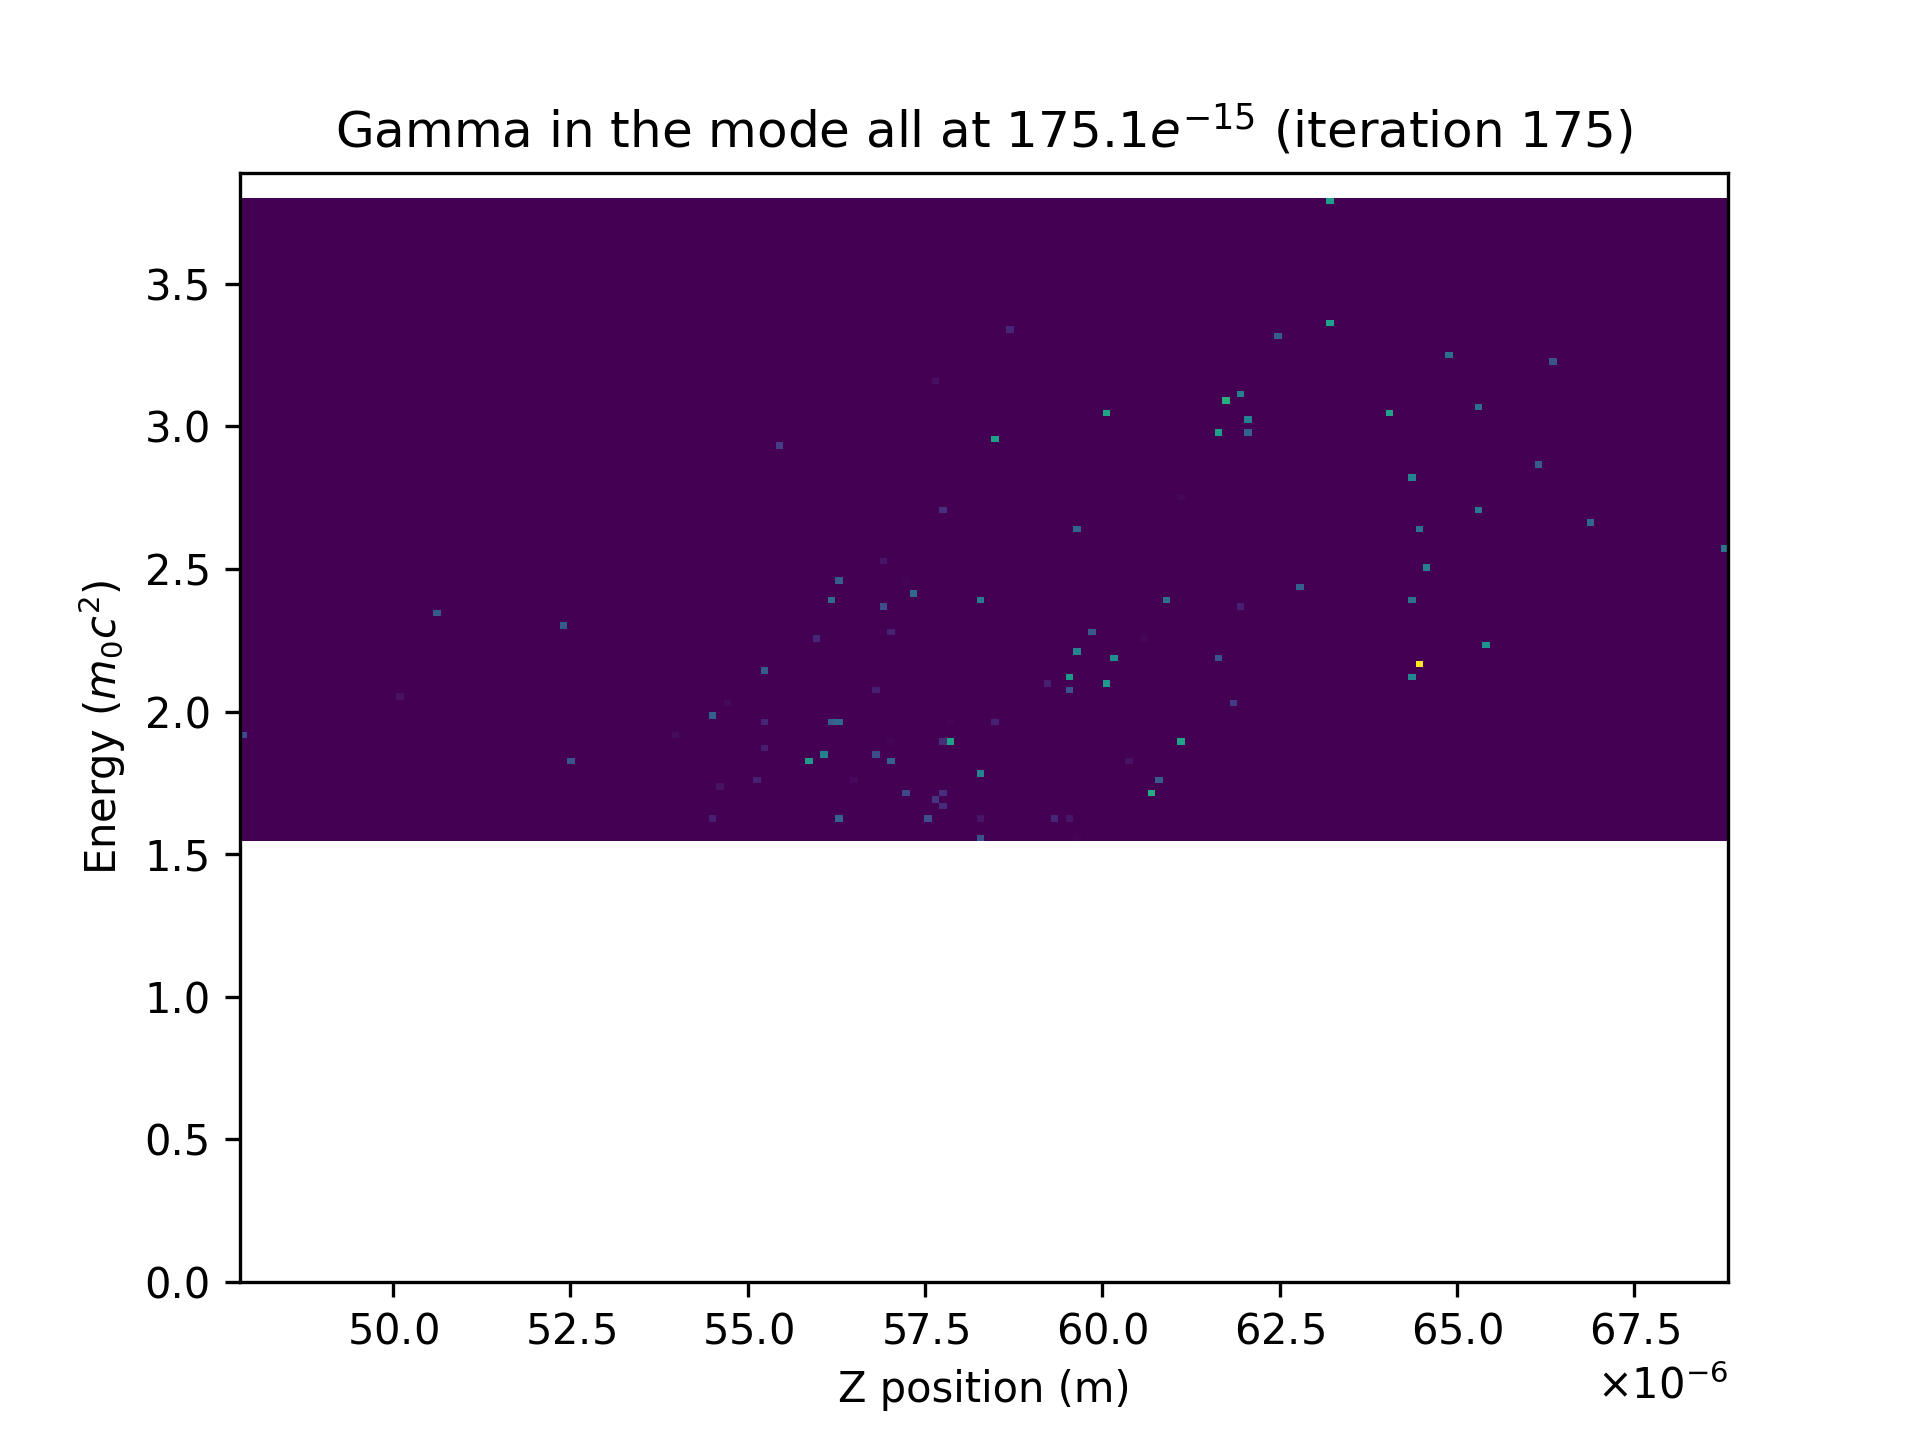 Gamma in the mode all at 175.1e⁻¹⁵ (iteration 175)
Energy (m₀c²)
3.5
3.0
2.5
2.0
1.5
1.0
0.5
0.0
50.0 52.5 55.0 57.5 60.0 62.5 65.0 67.5
Z position (m)
×10⁻⁶